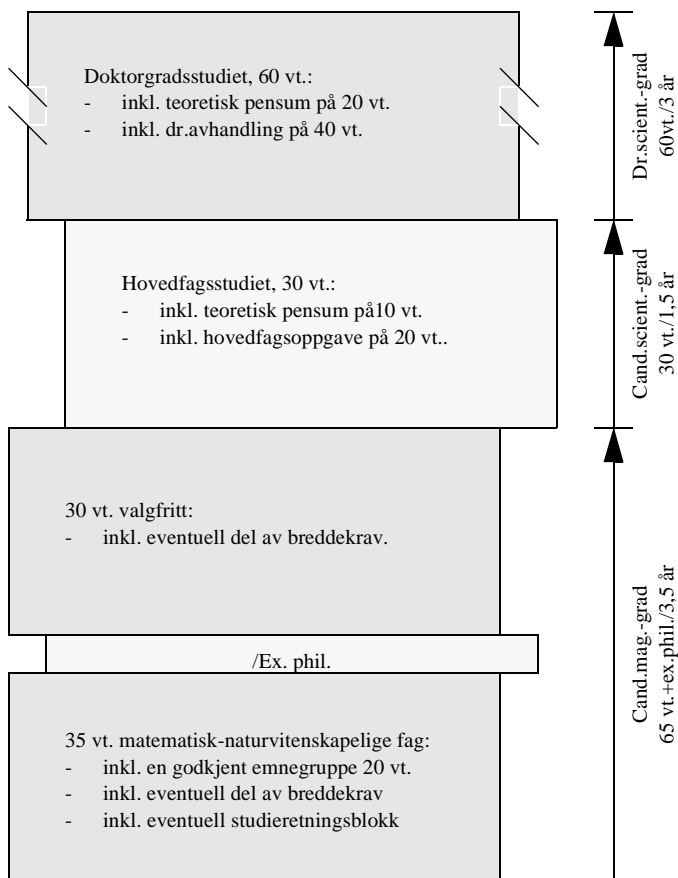 Doktorgradsstudiet, 60 vt.:
- inkl. teoretisk pensum på 20 vt.
- inkl. dr.avhandling på 40 vt.
Dr.scient.-grad
60vt./3 år
Hovedfagsstudiet, 30 vt.:
- inkl. teoretisk pensum på10 vt.
- inkl. hovedfagsoppgave på 20 vt..
Cand.scient.-grad
30 vt./1,5 år
30 vt. valgfritt:
- inkl. eventuell del av breddekrav.
/Ex. phil.
35 vt. matematisk-naturvitenskapelige fag:
- inkl. en godkjent emnegruppe 20 vt.
- inkl. eventuell del av breddekrav
- inkl. eventuell studieretningsblokk
Cand.mag.-grad
65 vt.+ex.phil./3,5 år